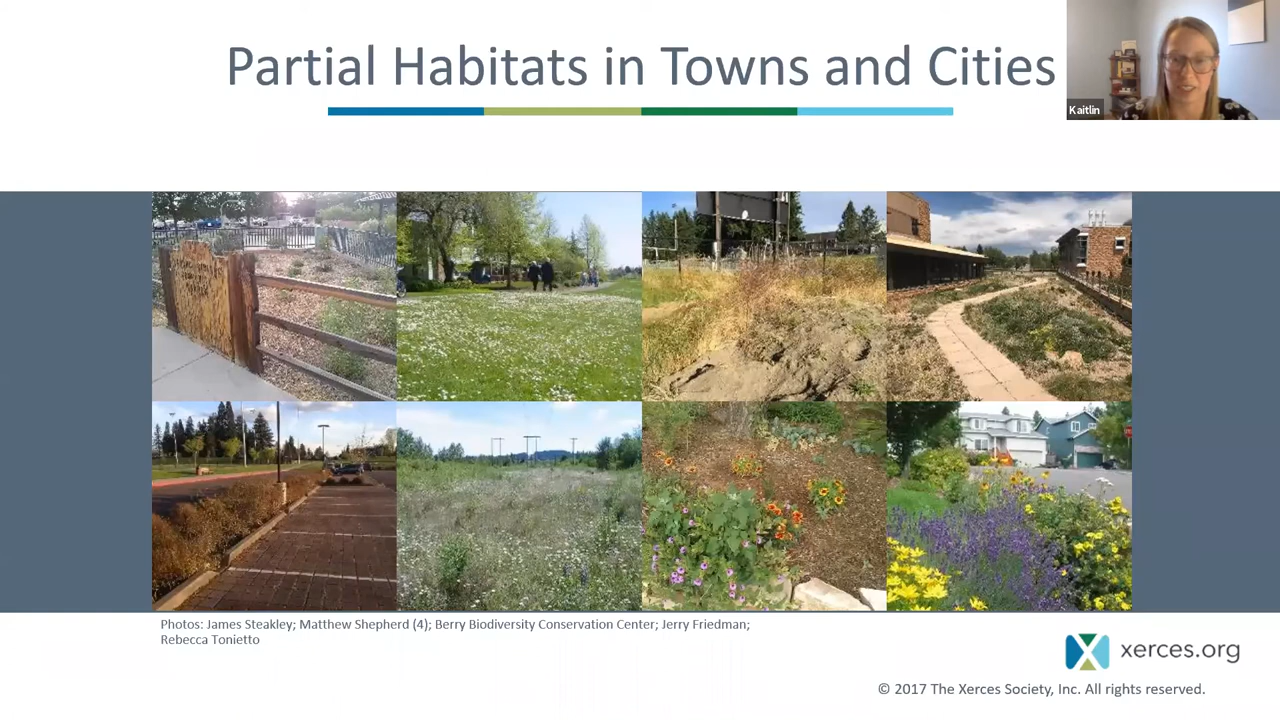 Partial Habitats in Towns and Cities
Kaitlin
Photos: James Steakley; Matthew Shepherd (4); Berry Biodiversity Conservation Center; Jerry Friedman;
Rebecca Tonietto
xerces.org
© 2017 The Xerces Society, Inc. All rights reserved.